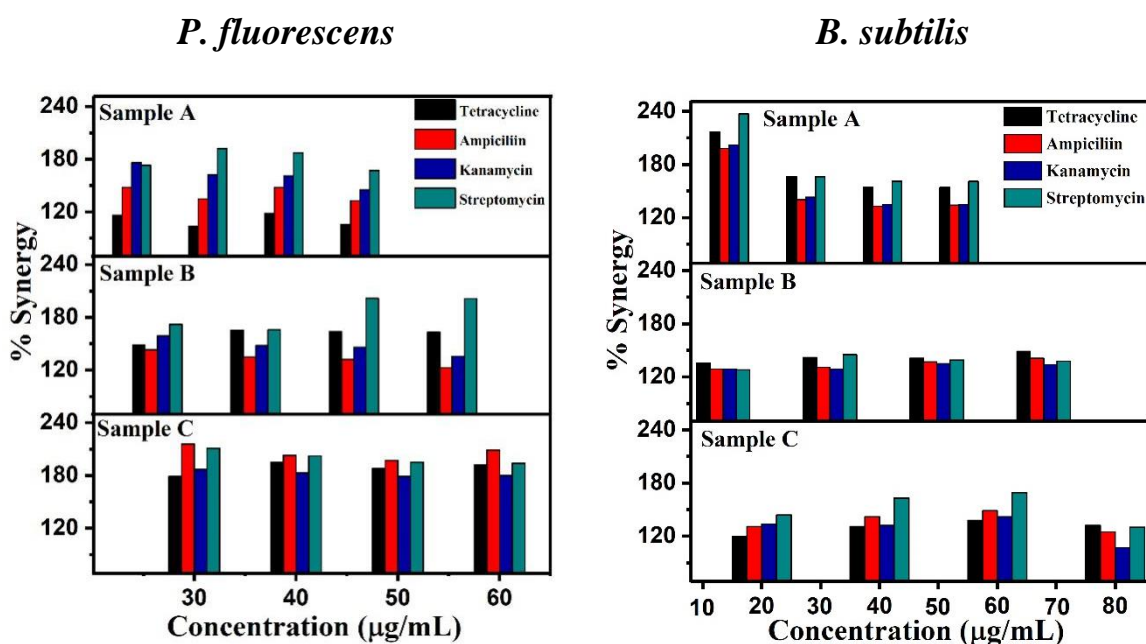 P. fluorescens
B. subtilis
% Synergy
240
180
120
Sample A
Tetracycline
Ampiciliin
Kanamycin
Streptomycin
240
180
120
Sample B
240
180
120
Sample C
30 40 50 60
Concentration (μg/mL)
% Synergy
240
180
120
Sample A
Tetracycline
Ampiciliin
Kanamycin
Streptomycin
240
180
120
Sample B
240
180
120
Sample C
10 20 30 40 50 60 70 80
Concentration (μg/mL)